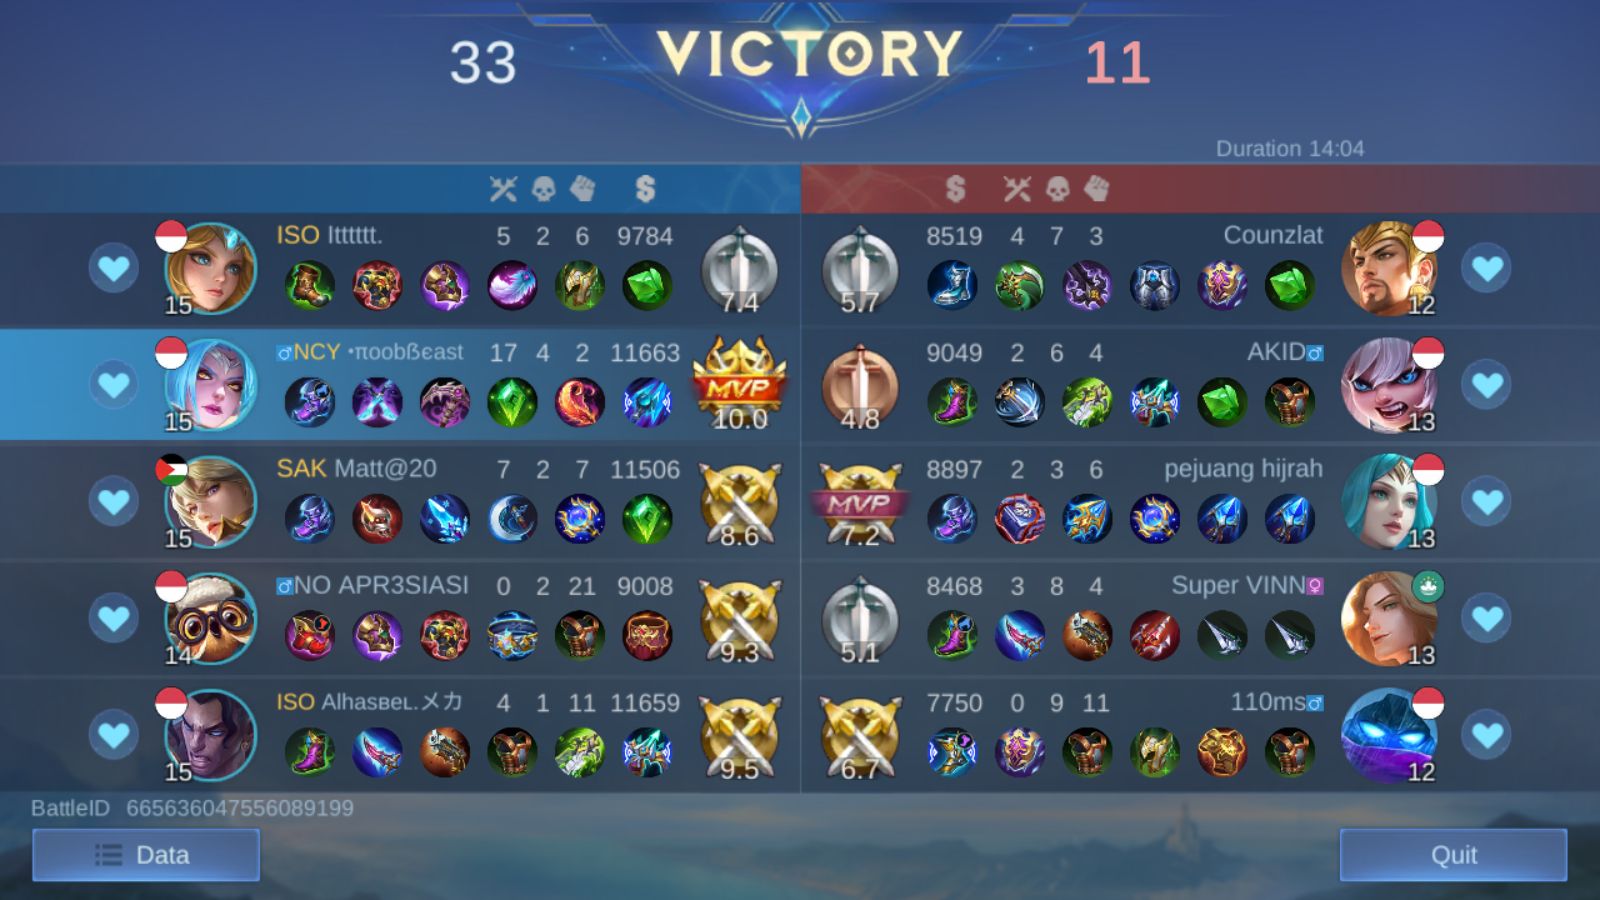 33 VICTORY 11
Duration 14:04
ISO Itttttt. 5 2 6 9784
15 7.4
5.7 8519 4 7 3 Counzlat
12
NCY •πoobßєast 17 4 2 11663
15 MVP 10.0
4.8 9049 2 6 4 AKID
13
SAK Matt@20 7 2 7 11506
15 8.6
MVP 7.2 8897 2 3 6 pejuang hijrah
13
NO APR3SIASI 0 2 21 9008
14 9.3
5.1 8468 3 8 4 Super VINN
13
ISO Alhasвeʟ.メカ 4 1 11 11659
15 9.5
6.7 7750 0 9 11 110ms
12
BattleID 665636047556089199
Data
Quit